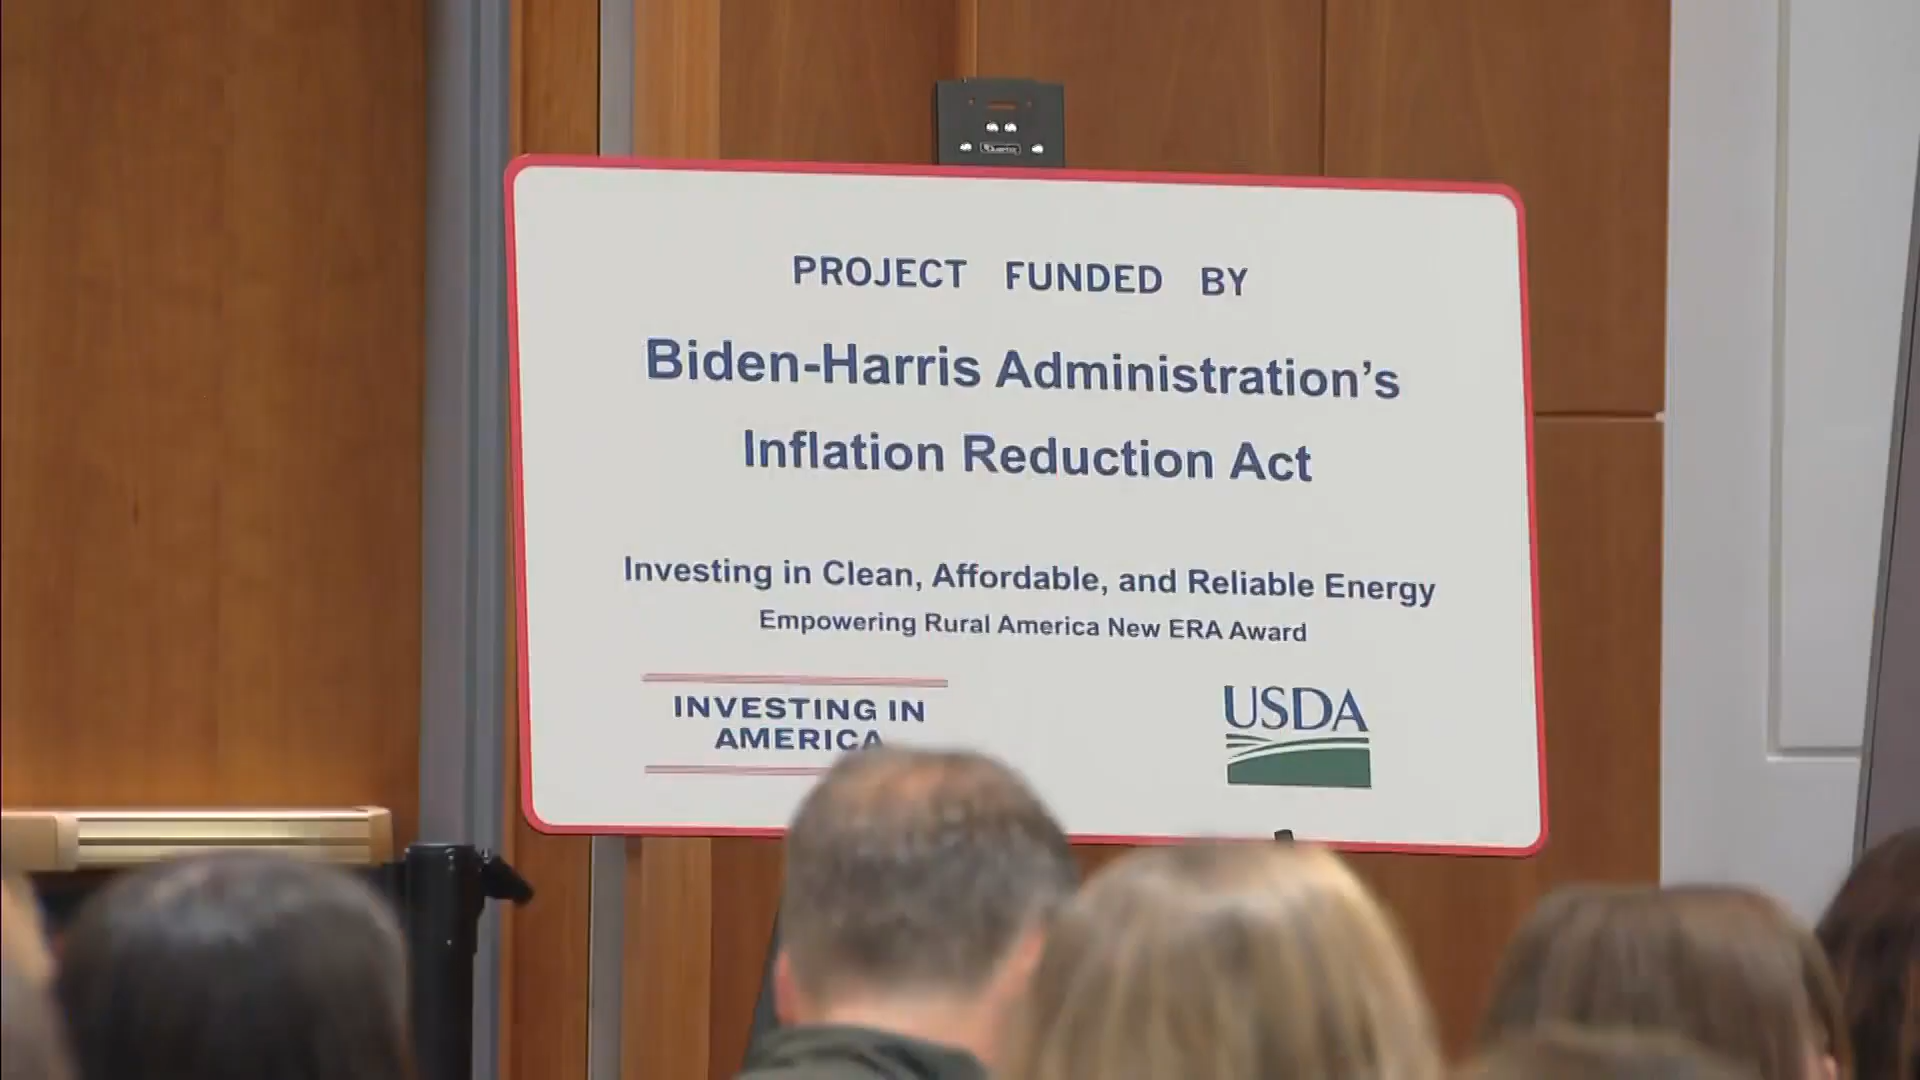 PROJECT FUNDED BY
Biden-Harris Administration’s
Inflation Reduction Act
Investing in Clean, Affordable, and Reliable Energy
Empowering Rural America New ERA Award
INVESTING IN
AMERICA
USDA